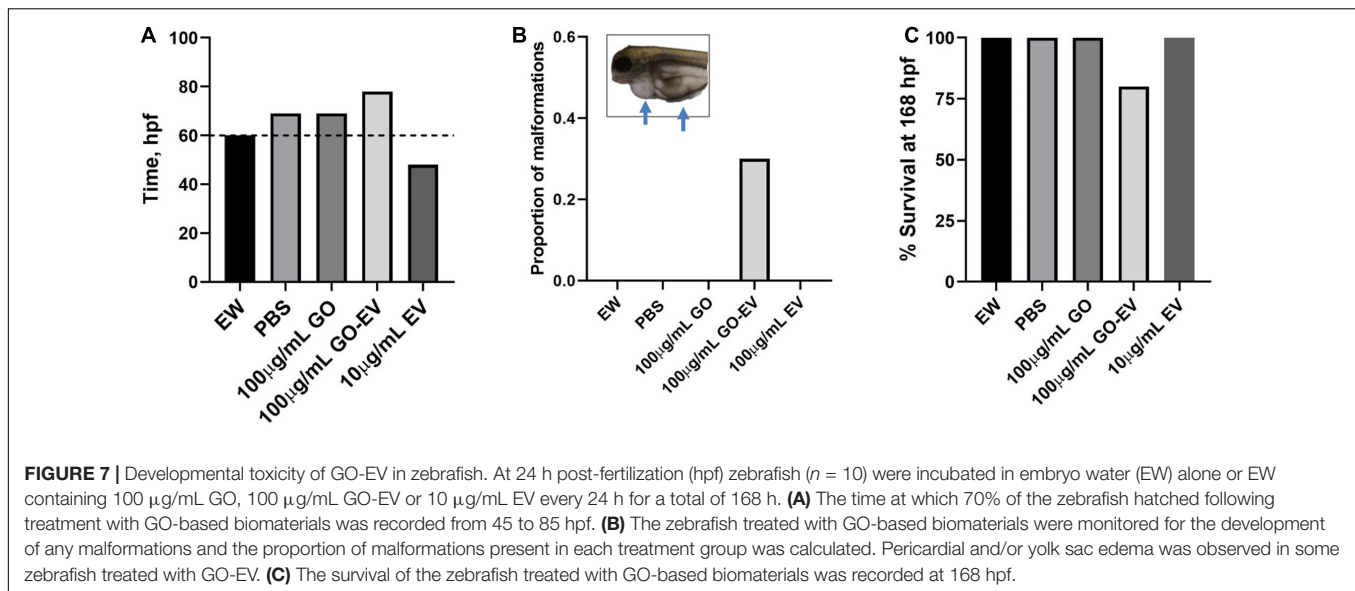 A
100
80
60
40
20
0
Time, hpf
EW
PBS
100μg/mL GO
100μg/mL GO-EV
10μg/mL EV
B
0.6
0.4
0.2
0.0
Proportion of malformations
EW
PBS
100μg/mL GO
100μg/mL GO-EV
100μg/mL EV
C
100
75
50
25
0
% Survival at 168 hpf
EW
PBS
100μg/mL GO
100μg/mL GO-EV
10μg/mL EV
FIGURE 7 | Developmental toxicity of GO-EV in zebrafish. At 24 h post-fertilization (hpf) zebrafish (n = 10) were incubated in embryo water (EW) alone or EW
containing 100 μg/mL GO, 100 μg/mL GO-EV or 10 μg/mL EV every 24 h for a total of 168 h. (A) The time at which 70% of the zebrafish hatched following
treatment with GO-based biomaterials was recorded from 45 to 85 hpf. (B) The zebrafish treated with GO-based biomaterials were monitored for the development
of any malformations and the proportion of malformations present in each treatment group was calculated. Pericardial and/or yolk sac edema was observed in some
zebrafish treated with GO-EV. (C) The survival of the zebrafish treated with GO-based biomaterials was recorded at 168 hpf.